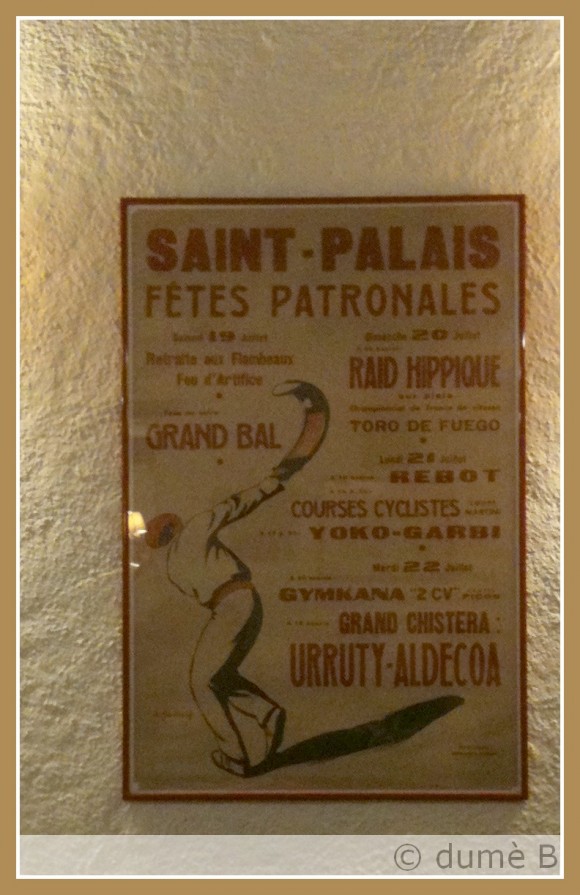 SAINT-PALAIS
FÊTES PATRONALES
Samedi 19 Juillet
Retraite aux Flambeaux
Feu d'Artifice
GRAND BAL
Dimanche 20 Juillet
RAID HIPPIQUE
TORO DE FUEGO
Lundi 21 Juillet
REBOT
COURSES CYCLISTES
YOKO-GARBI
Mardi 22 Juillet
GYMKANA "2 CV"
GRAND CHISTERA :
URRUTY-ALDECOA
© dumè B